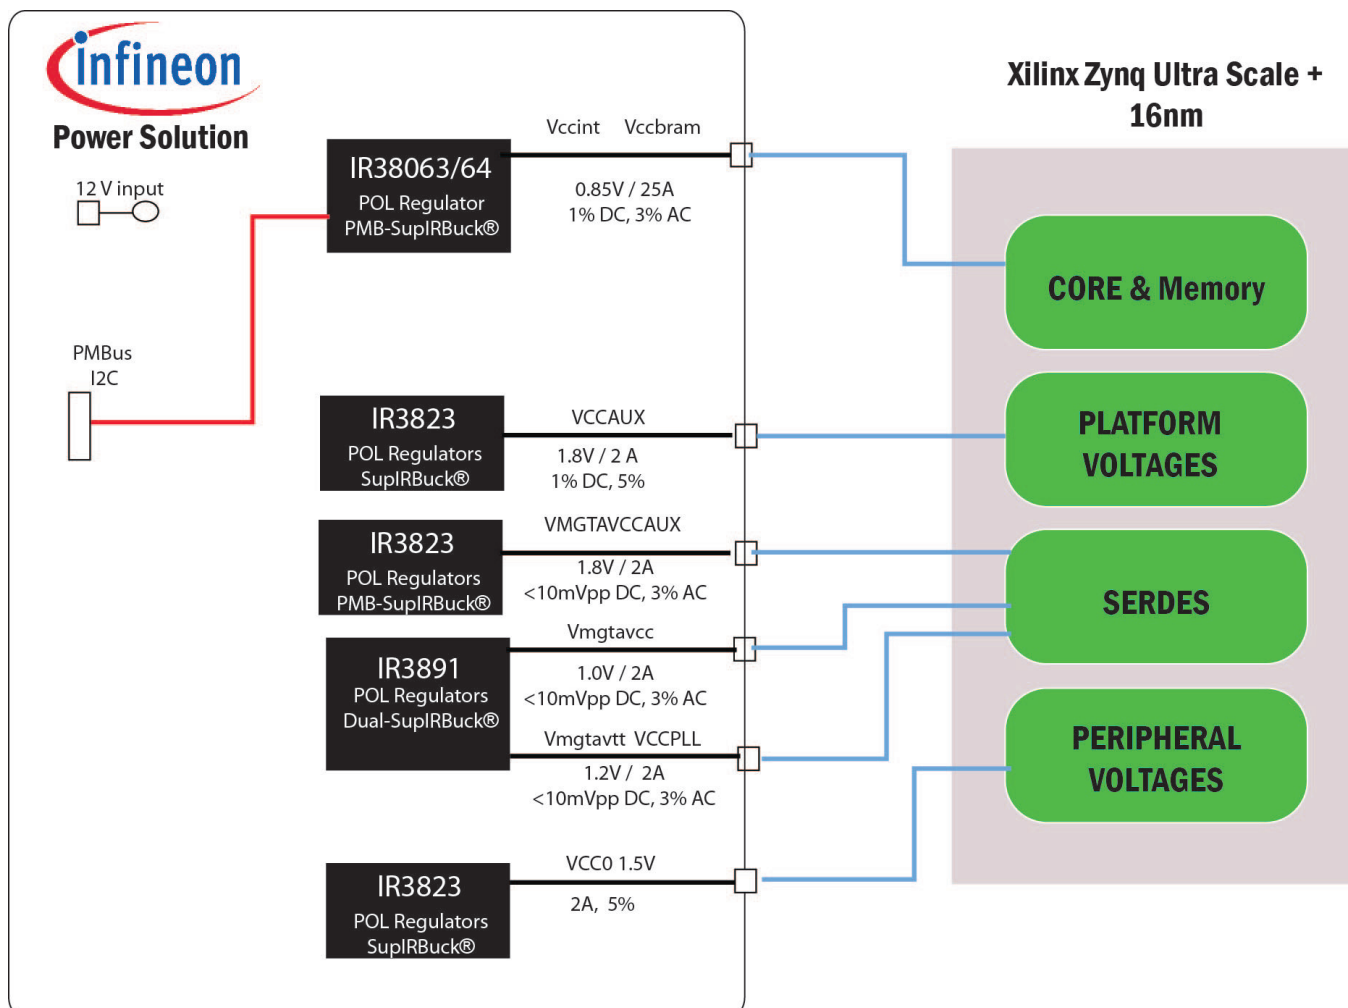 infineon
Power Solution
12 V input
PMBus
I2C
IR38063/64
POL Regulator
PMB-SupIRBuck®
Vccint Vccbram
0.85V / 25A
1% DC, 3% AC
IR3823
POL Regulators
SupIRBuck®
VCCAUX
1.8V / 2 A
1% DC, 5%
IR3823
POL Regulators
PMB-SupIRBuck®
VMGTAVCCAUX
1.8V / 2A
<10mVpp DC, 3% AC
IR3891
POL Regulators
Dual-SupIRBuck®
Vmgtavcc
1.0V / 2A
<10mVpp DC, 3% AC
Vmgtavtt VCCPLL
1.2V / 2A
<10mVpp DC, 3% AC
IR3823
POL Regulators
SupIRBuck®
VCC0 1.5V
2A, 5%
Xilinx Zynq Ultra Scale +
16nm
CORE & Memory
PLATFORM
VOLTAGES
SERDES
PERIPHERAL
VOLTAGES